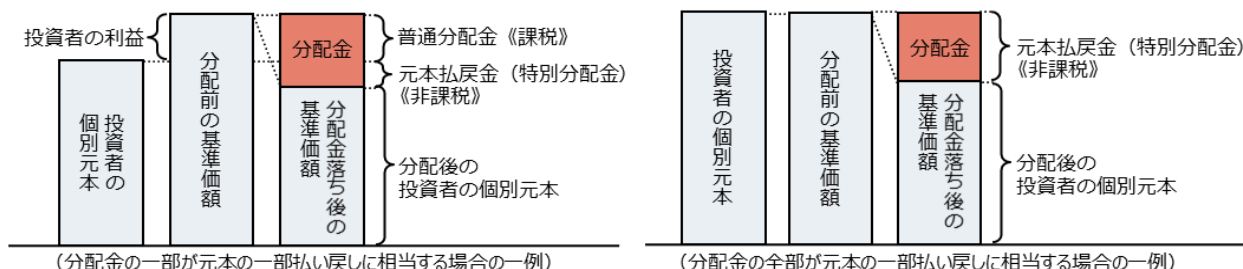 投資者の利益
投資者の
個別元本
分配前の基準価額
分配金
分配金落ち後の
基準価額
普通分配金《課税》
元本払戻金（特別分配金）
《非課税》
分配後の
投資者の個別元本
（分配金の一部が元本の一部払い戻しに相当する場合の一例）
投資者の個別元本
分配前の基準価額
分配金
分配金落ち後の
基準価額
元本払戻金（特別分配金）
《非課税》
分配後の
投資者の個別元本
（分配金の全部が元本の一部払い戻しに相当する場合の一例）